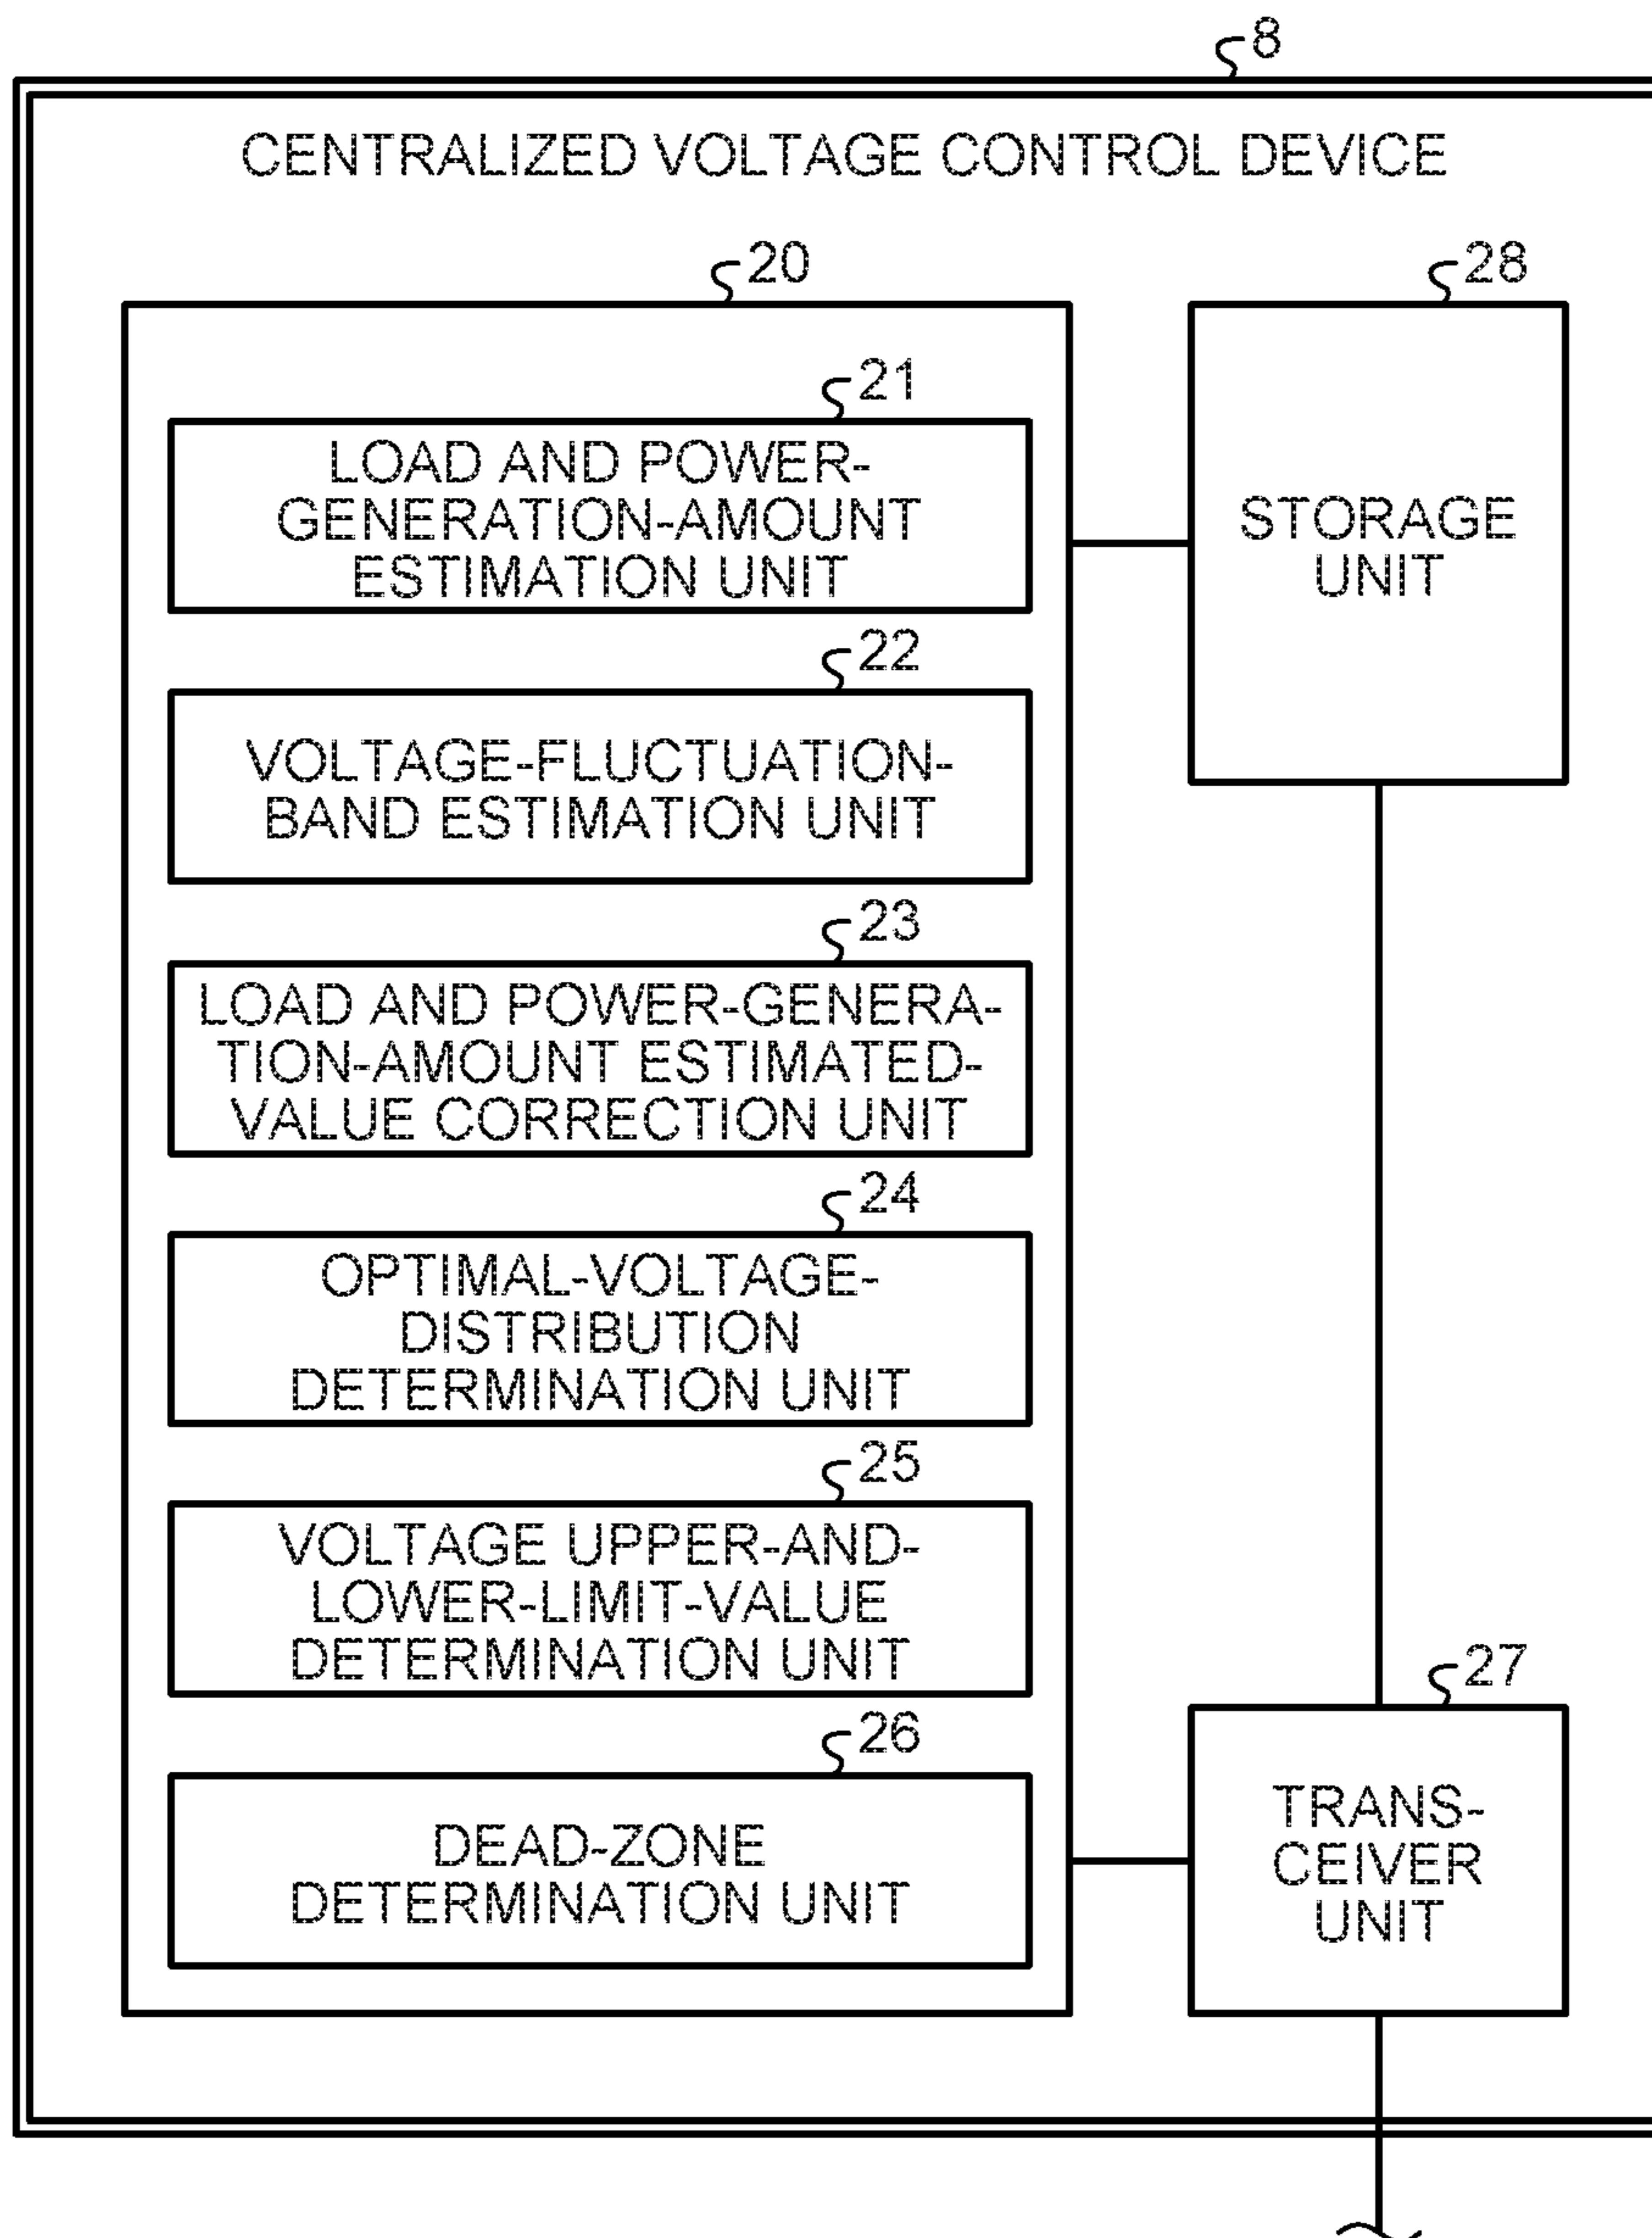 8
CENTRALIZED VOLTAGE CONTROL DEVICE
20
28
21
LOAD AND POWER-
GENERATION-AMOUNT
ESTIMATION UNIT
STORAGE
UNIT
22
VOLTAGE-FLUCTUATION-
BAND ESTIMATION UNIT
23
LOAD AND POWER-GENERA-
TION-AMOUNT ESTIMATED-
VALUE CORRECTION UNIT
24
OPTIMAL-VOLTAGE-
DISTRIBUTION
DETERMINATION UNIT
25
VOLTAGE UPPER-AND-
LOWER-LIMIT-VALUE
DETERMINATION UNIT
27
26
DEAD-ZONE
DETERMINATION UNIT
TRANS-
CEIVER
UNIT